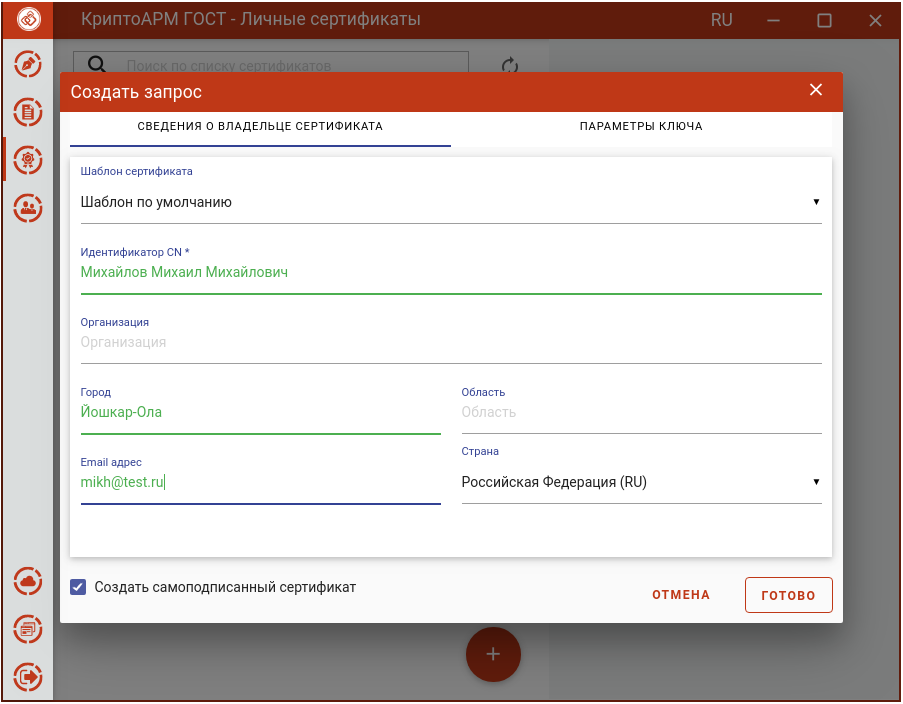 КриптоАРМ ГОСТ - Личные сертификаты
RU
Поиск по списку сертификатов
Создать запрос
СВЕДЕНИЯ О ВЛАДЕЛЬЦЕ СЕРТИФИКАТА
ПАРАМЕТРЫ КЛЮЧА
Шаблон сертификата
Шаблон по умолчанию
Идентификатор CN *
Михайлов Михаил Михайлович
Организация
Организация
Город
Область
Йошкар-Ола
Область
Email адрес
Страна
mikh@test.ru
Российская Федерация (RU)
Создать самоподписанный сертификат
ОТМЕНА
ГОТОВО